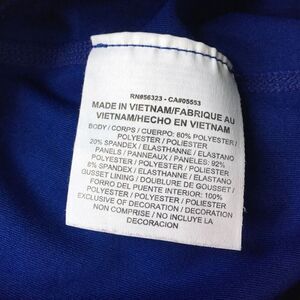 RN#56323 - CA#05553
MADE IN VIETNAM/FABRIQUE AU
VIETNAM/HECHO EN VIETNAM
BODY / CORPS / CUERPO: 80% POLYESTER /
POLYESTER / POLIESTER
20% SPANDEX / ELASTHANNE / ELASTANO
PANELS / PANNEAUX / PANELES: 92%
POLYESTER / POLYESTER / POLIESTER
8% SPANDEX / ELASTHANNE / ELASTANO
GUSSET LINING / DOUBLURE DE GOUSSET /
FORRO DEL PUENTE INTERIOR: 100%
POLYESTER / POLYESTER / POLIESTER
EXCLUSIVE OF DECORATION / DECORATION
NON COMPRISE / NO INCLUYE LA
DECORACION